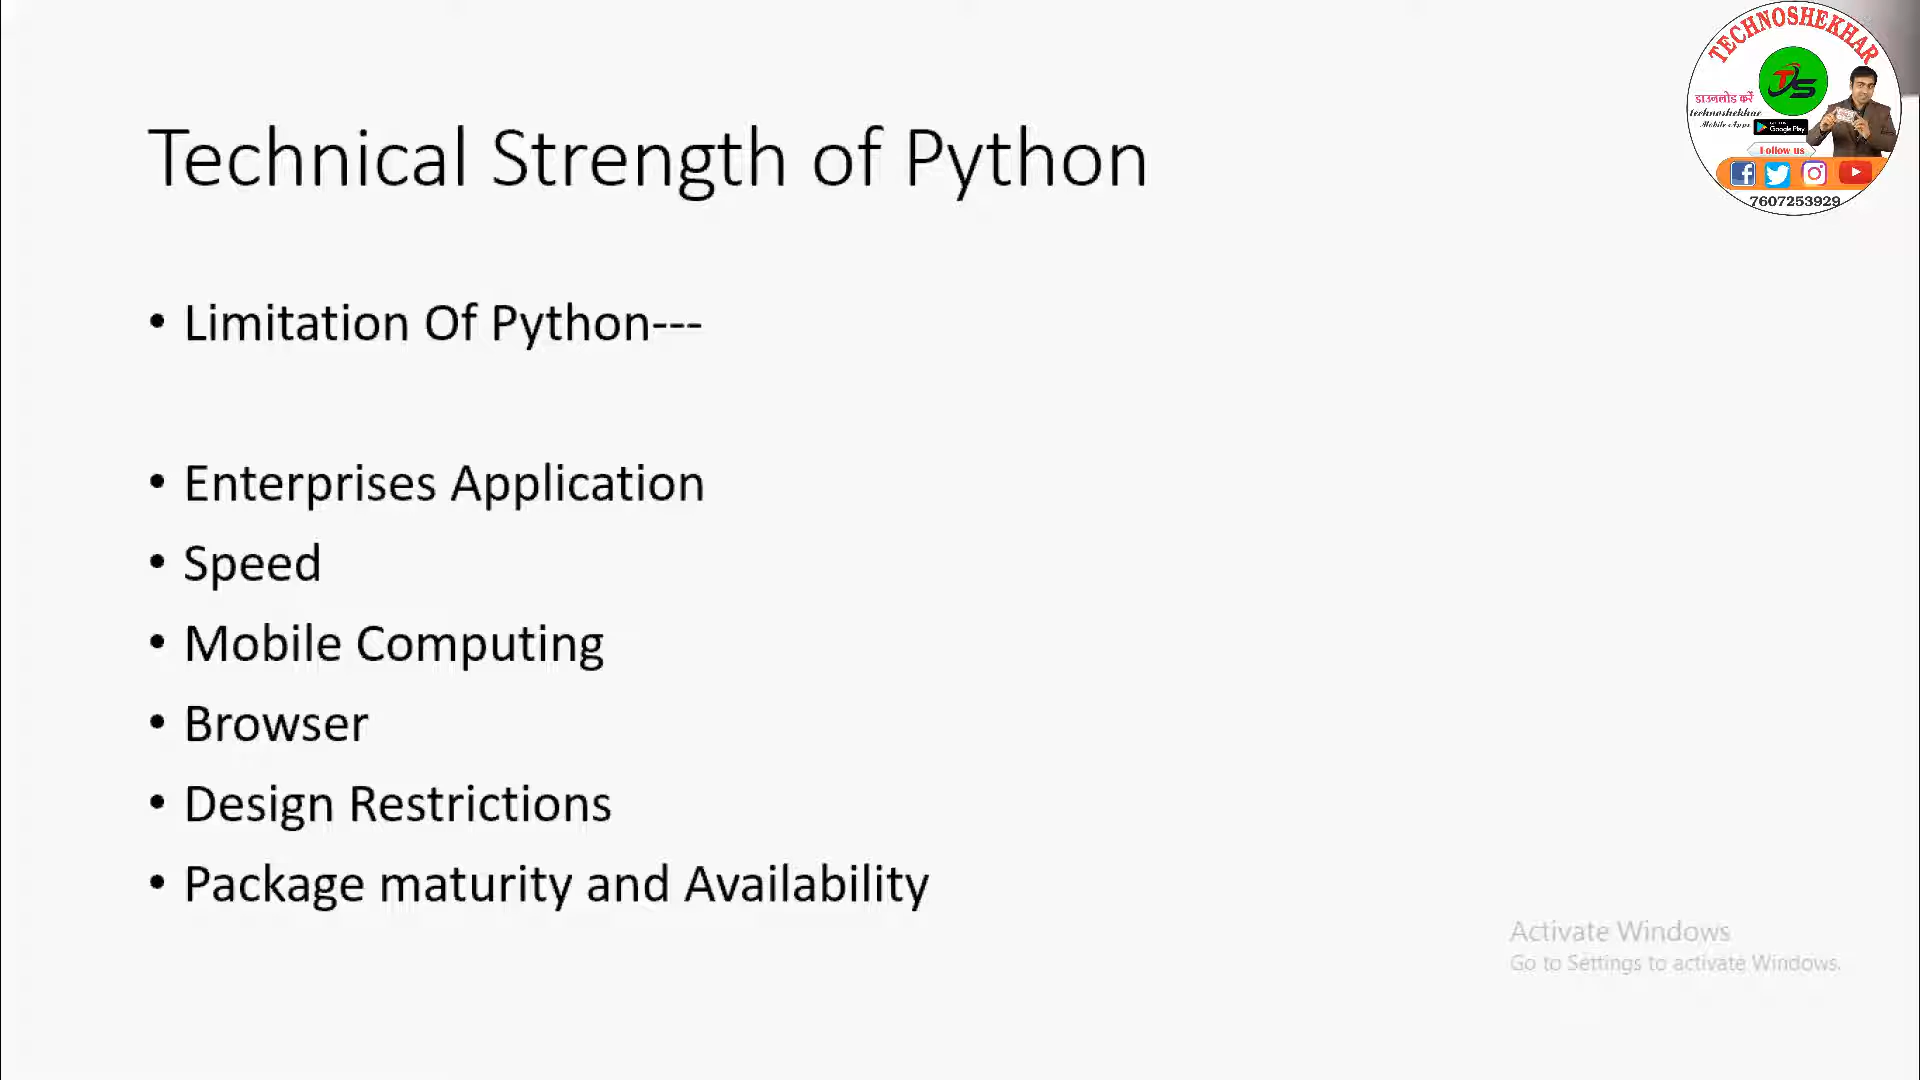 TECHNOSHEKHAR
TS
डाउनलोड करें
technoshekhar
Mobile Apps
Google Play
Follow us
7607253929
Technical Strength of Python
• Limitation Of Python---
• Enterprises Application
• Speed
• Mobile Computing
• Browser
• Design Restrictions
• Package maturity and Availability
Activate Windows
Go to Settings to activate Windows.